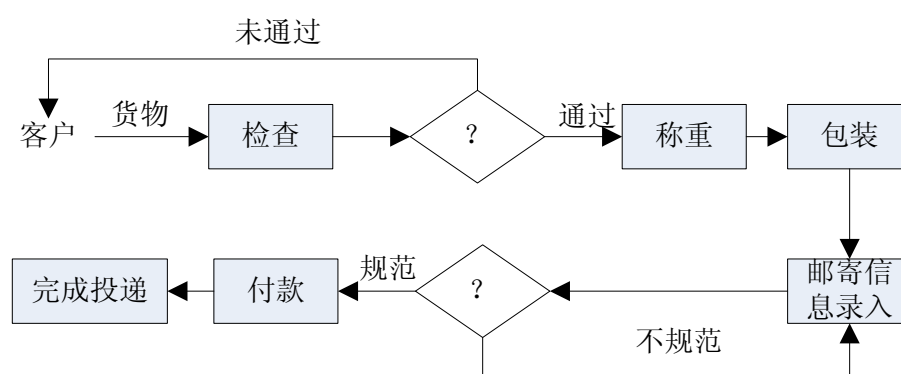 未通过
客户
货物
检查
?
通过
称重
包装
完成投递
付款
规范
?
不规范
邮寄信
息录入